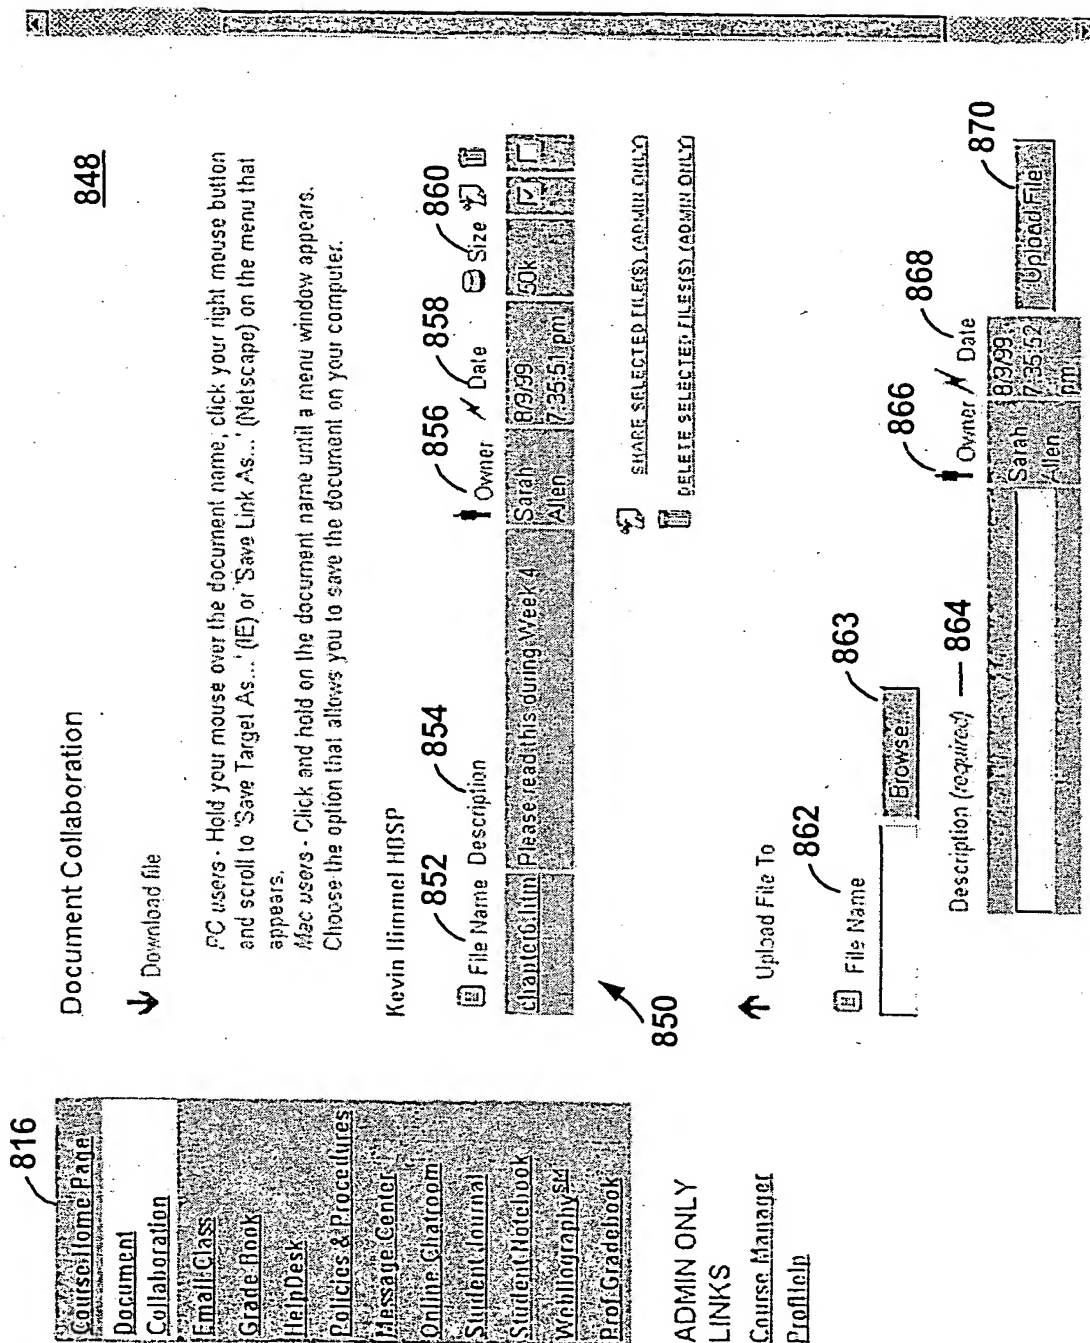 816
Course Home Page
Document
Collaboration
Email Class
Grade Book
HelpDesk
Policies & Procedures
Message Center
Online Chatroom
Student Journal
Student Notebook
Webliography SM
Prof Gradebook
ADMIN ONLY
LINKS
Course Manager
ProfHelp
Document Collaboration
848
Download file
PC users - Hold your mouse over the document name, click your right mouse button
and scroll to 'Save Target As...' (IE) or 'Save Link As...' (Netscape) on the menu that
appears.
Mac users - Click and hold on the document name until a menu window appears.
Choose the option that allows you to save the document on your computer.
Kevin Himmel HBSP
852 854 856 858 860
File Name Description Owner Date Size
chapter6.htm Please read this during Week 4 Sarah Allen 8/9/99 7:35:51 pm 50k
850
SHARE SELECTED FILE(S) (ADMIN ONLY)
DELETE SELECTED FILES(S) (ADMIN ONLY)
Upload File To
862 863
File Name
Browse...
Description (required) 864 866 Owner 868 Date
Sarah Allen 8/9/99 7:35:52 pm
870
Upload File